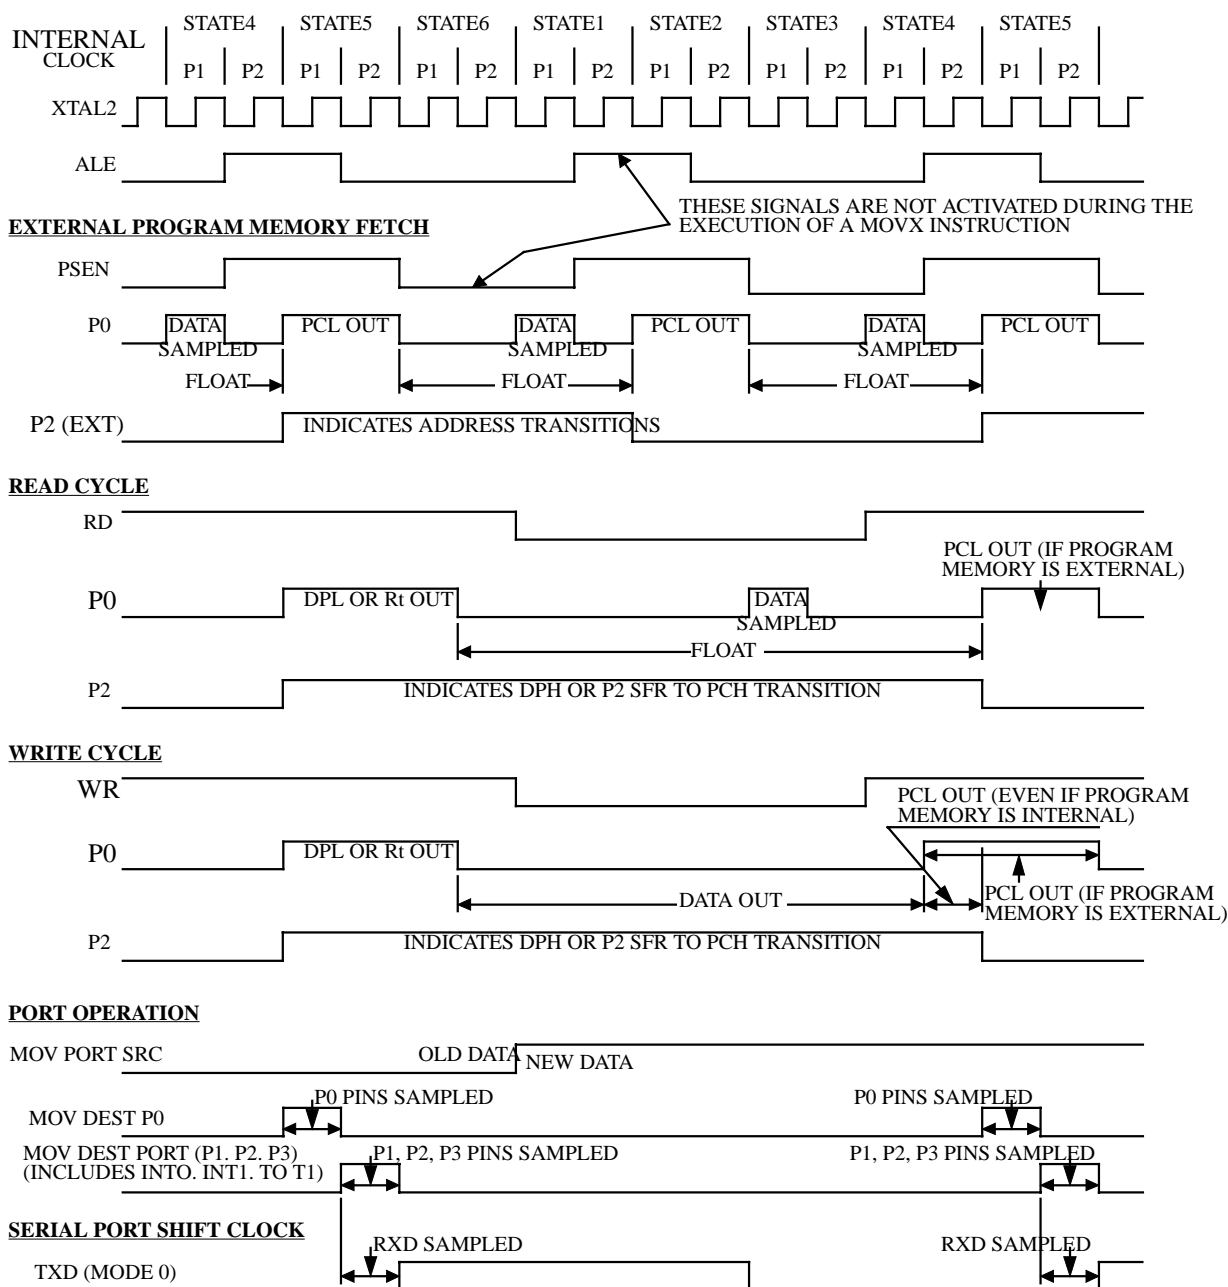 STATE4 STATE5 STATE6 STATE1 STATE2 STATE3 STATE4 STATE5
INTERNAL
CLOCK
P1 P2 P1 P2 P1 P2 P1 P2 P1 P2 P1 P2 P1 P2 P1 P2
XTAL2
ALE
THESE SIGNALS ARE NOT ACTIVATED DURING THE
EXECUTION OF A MOVX INSTRUCTION
EXTERNAL PROGRAM MEMORY FETCH
PSEN
P0 DATA PCL OUT DATA PCL OUT DATA PCL OUT
SAMPLED SAMPLED SAMPLED
FLOAT FLOAT FLOAT
P2 (EXT) INDICATES ADDRESS TRANSITIONS
READ CYCLE
RD
PCL OUT (IF PROGRAM
MEMORY IS EXTERNAL)
P0 DPL OR Rt OUT DATA
SAMPLED
FLOAT
P2 INDICATES DPH OR P2 SFR TO PCH TRANSITION
WRITE CYCLE
WR
PCL OUT (EVEN IF PROGRAM
MEMORY IS INTERNAL)
P0 DPL OR Rt OUT
DATA OUT
PCL OUT (IF PROGRAM
MEMORY IS EXTERNAL)
P2 INDICATES DPH OR P2 SFR TO PCH TRANSITION
PORT OPERATION
MOV PORT SRC OLD DATA NEW DATA
P0 PINS SAMPLED P0 PINS SAMPLED
MOV DEST P0
MOV DEST PORT (P1. P2. P3) P1, P2, P3 PINS SAMPLED P1, P2, P3 PINS SAMPLED
(INCLUDES INTO. INT1. TO T1)
SERIAL PORT SHIFT CLOCK
RXD SAMPLED RXD SAMPLED
TXD (MODE 0)